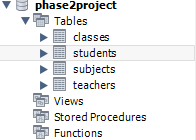 phase2project
Tables
classes
students
subjects
teachers
Views
Stored Procedures
Functions